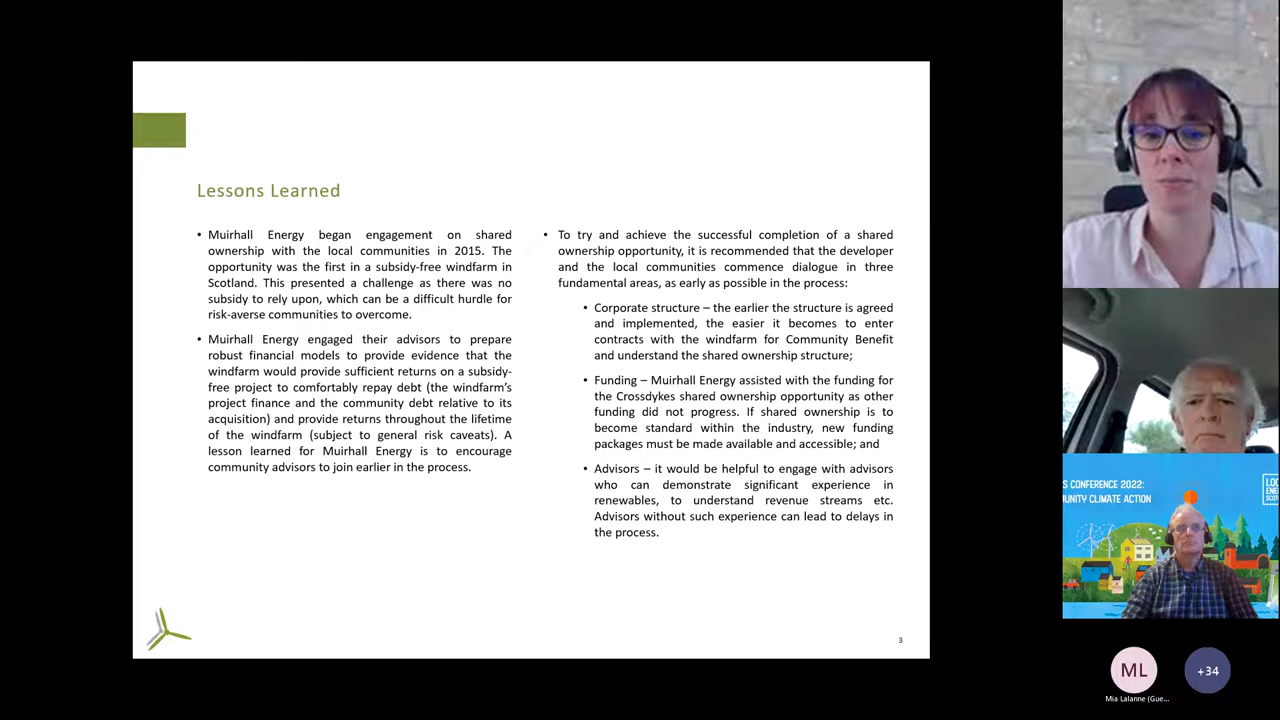 Lessons Learned
• Muirhall Energy began engagement on shared
ownership with the local communities in 2015. The
opportunity was the first in a subsidy-free windfarm in
Scotland. This presented a challenge as there was no
subsidy to rely upon, which can be a difficult hurdle for
risk-averse communities to overcome.
• Muirhall Energy engaged their advisors to prepare
robust financial models to provide evidence that the
windfarm would provide sufficient returns on a subsidy-
free project to comfortably repay debt (the windfarm's
project finance and the community debt relative to its
acquisition) and provide returns throughout the lifetime
of the windfarm (subject to general risk caveats). A
lesson learned for Muirhall Energy is to encourage
community advisors to join earlier in the process.
• To try and achieve the successful completion of a shared
ownership opportunity, it is recommended that the developer
and the local communities commence dialogue in three
fundamental areas, as early as possible in the process:
• Corporate structure – the earlier the structure is agreed
and implemented, the easier it becomes to enter
contracts with the windfarm for Community Benefit
and understand the shared ownership structure;
• Funding – Muirhall Energy assisted with the funding for
the Crossdykes shared ownership opportunity as other
funding did not progress. If shared ownership is to
become standard within the industry, new funding
packages must be made available and accessible; and
• Advisors – it would be helpful to engage with advisors
who can demonstrate significant experience in
renewables, to understand revenue streams etc.
Advisors without such experience can lead to delays in
the process.
3
S CONFERENCE 2022:
UNITY CLIMATE ACTION
LOC
ENE
SCOT
ML
+34
Mia Lalanne (Gue...